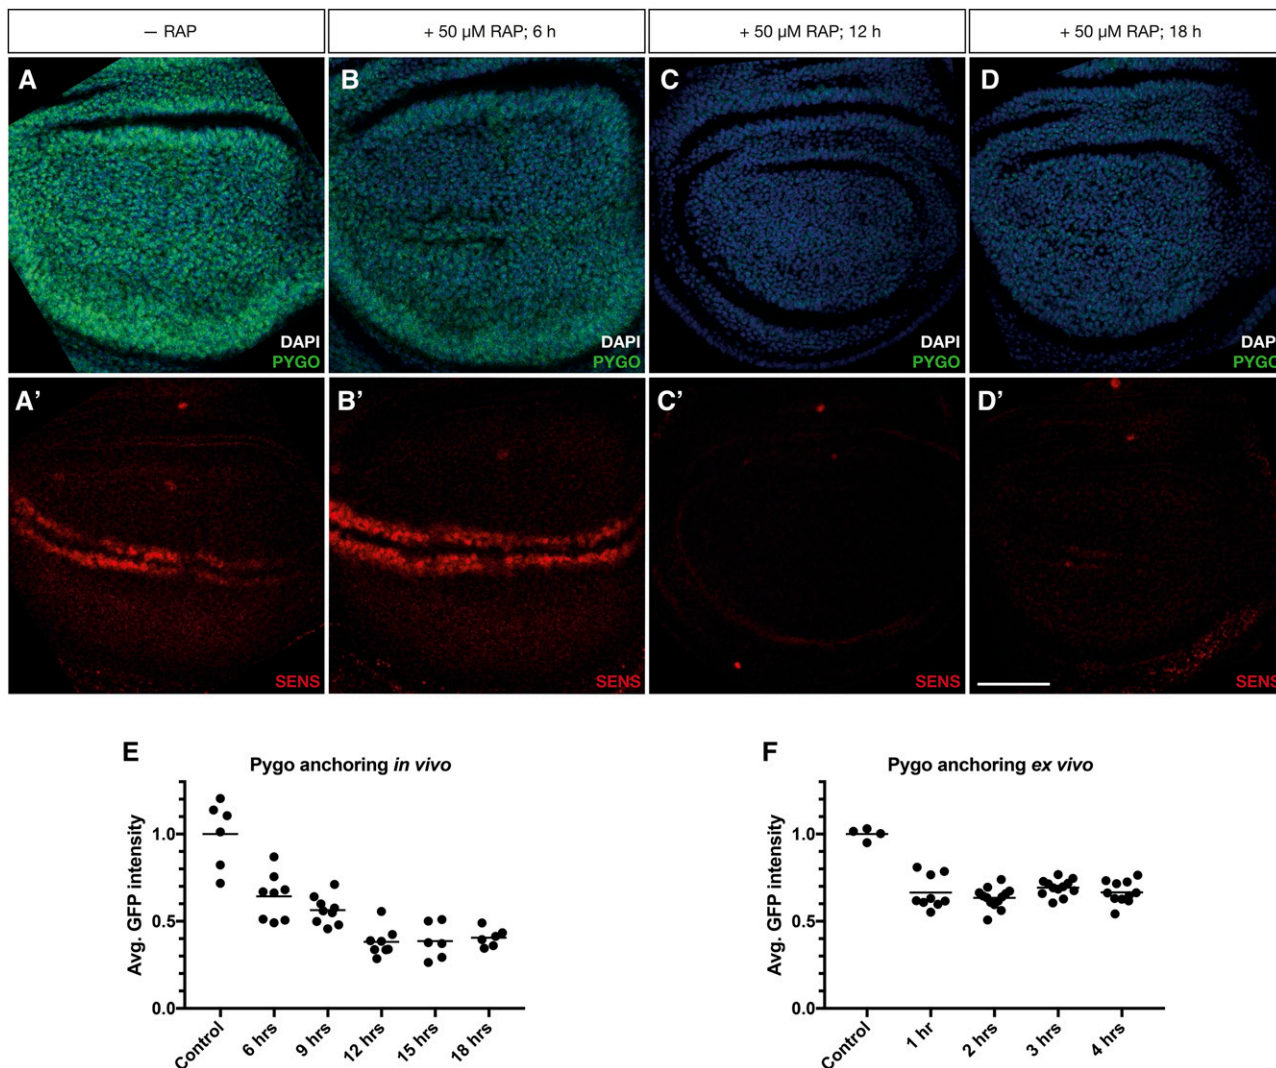 — RAP
+ 50 µM RAP; 6 h
+ 50 µM RAP; 12 h
+ 50 µM RAP; 18 h
A
B
C
D
DAPI
PYGO
DAPI
PYGO
DAPI
PYGO
DAPI
PYGO
A’
B’
C’
D’
SENS
SENS
SENS
SENS
E
Pygo anchoring in vivo
Avg. GFP intensity
1.0
0.5
0.0
Control
6 hrs
9 hrs
12 hrs
15 hrs
18 hrs
F
Pygo anchoring ex vivo
Avg. GFP intensity
1.0
0.5
0.0
Control
1 hr
2 hrs
3 hrs
4 hrs